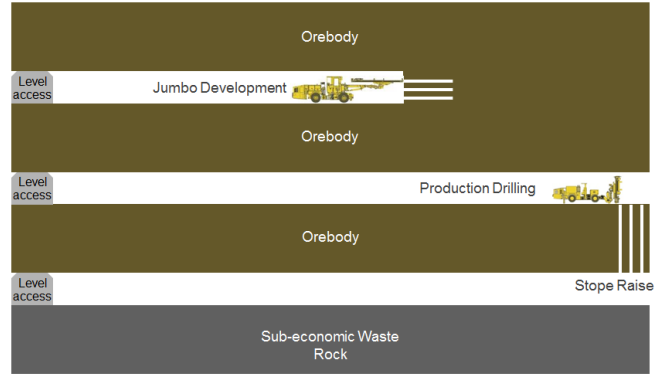 Orebody
Level
access
Jumbo Development
Orebody
Level
access
Production Drilling
Orebody
Level
access
Stope Raise
Sub-economic Waste
Rock